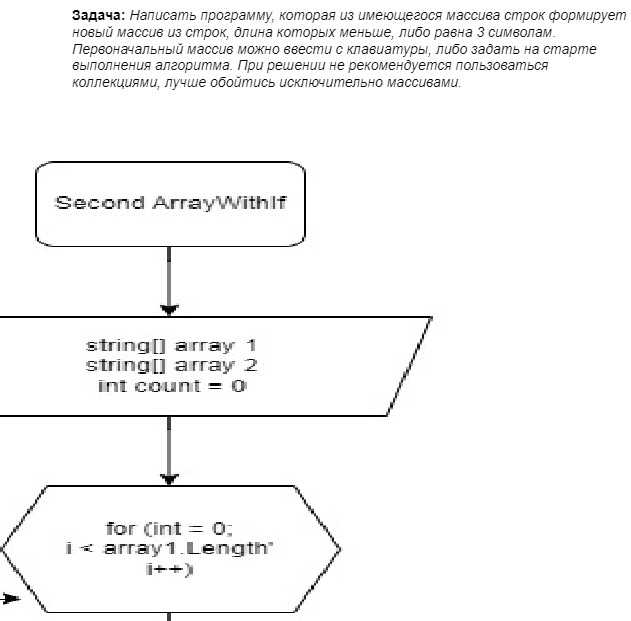 Задача: Написать программу, которая из имеющегося массива строк формирует
новый массив из строк, длина которых меньше, либо равна 3 символам.
Первоначальный массив можно ввести с клавиатуры, либо задать на старте
выполнения алгоритма. При решении не рекомендуется пользоваться
коллекциями, лучше обойтись исключительно массивами.
Second ArrayWithIf
string[] array 1
string[] array 2
int count = 0
for (int = 0;
i < array1.Length"
i++)